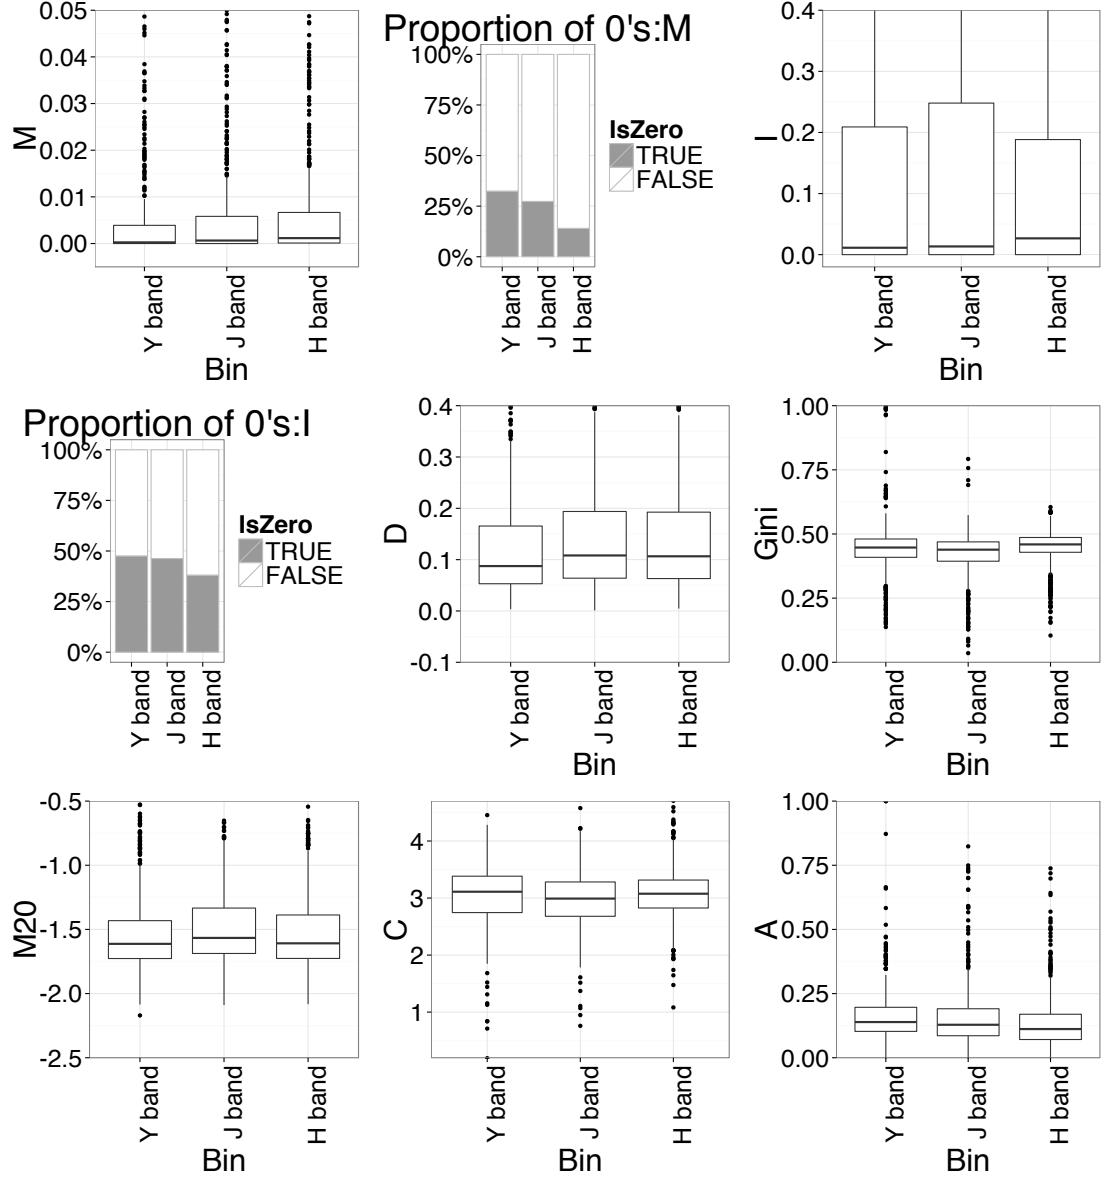 M
0.05
0.04
0.03
0.02
0.01
0.00
Y band
J band
H band
Bin
Proportion of 0's:M
100%
75%
50%
25%
0%
Y band
J band
H band
IsZero
TRUE
FALSE
I
0.4
0.3
0.2
0.1
0.0
Y band
J band
H band
Bin
Proportion of 0's:I
100%
75%
50%
25%
0%
Y band
J band
H band
IsZero
TRUE
FALSE
D
0.4
0.3
0.2
0.1
0.0
-0.1
Y band
J band
H band
Bin
Gini
1.00
0.75
0.50
0.25
0.00
Y band
J band
H band
Bin
M20
-0.5
-1.0
-1.5
-2.0
-2.5
Y band
J band
H band
Bin
C
4
3
2
1
Y band
J band
H band
Bin
A
1.00
0.75
0.50
0.25
0.00
Y band
J band
H band
Bin